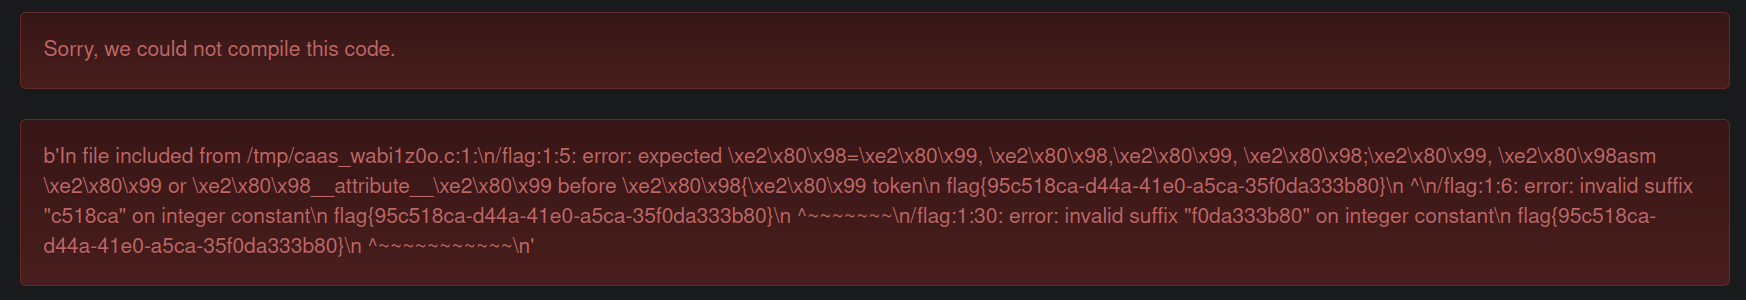 Sorry, we could not compile this code.
b'In file included from /tmp/caas_wabi1z0o.c:1:\n/flag:1:5: error: expected \xe2\x80\x98=\xe2\x80\x99, \xe2\x80\x98,\xe2\x80\x99, \xe2\x80\x98;\xe2\x80\x99, \xe2\x80\x98asm
\xe2\x80\x99 or \xe2\x80\x98__attribute__\xe2\x80\x99 before \xe2\x80\x98{\xe2\x80\x99 token\n flag{95c518ca-d44a-41e0-a5ca-35f0da333b80}\n ^\n/flag:1:6: error: invalid suffix
"c518ca" on integer constant\n flag{95c518ca-d44a-41e0-a5ca-35f0da333b80}\n ^~~~~~~~\n/flag:1:30: error: invalid suffix "f0da333b80" on integer constant\n flag{95c518ca-
d44a-41e0-a5ca-35f0da333b80}\n ^~~~~~~~~~~~\n'